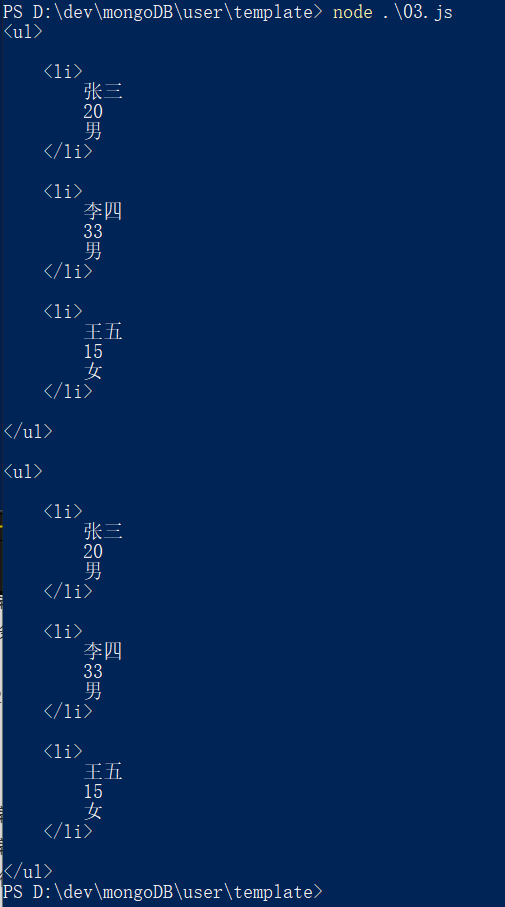 PS D:\dev\mongoDB\user\template> node .\03.js
<ul>
<li>
张三
20
男
</li>
<li>
李四
33
男
</li>
<li>
王五
15
女
</li>
</ul>
<ul>
<li>
张三
20
男
</li>
<li>
李四
33
男
</li>
<li>
王五
15
女
</li>
</ul>
PS D:\dev\mongoDB\user\template>